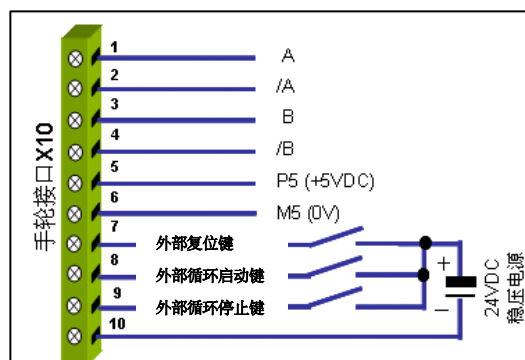 手轮接口X10
1
A
2
/A
3
B
4
/B
5
P5 (+5VDC)
6
M5 (0V)
7
外部复位键
8
外部循环启动键
9
外部循环停止键
10
+
−
24VDC
稳压电源